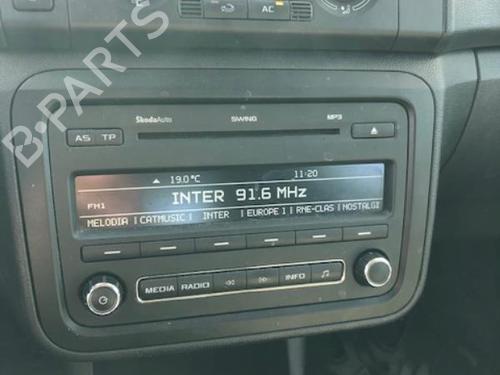 AC
ŠkodaAuto SWING MP3
AS TP
19.0°C 11:20
FM1 INTER 91.6 MHz
MELODIA CATMUSIC INTER EUROPE 1 RNE-CLAS NOSTALGI
MEDIA RADIO INFO
B-PARTS